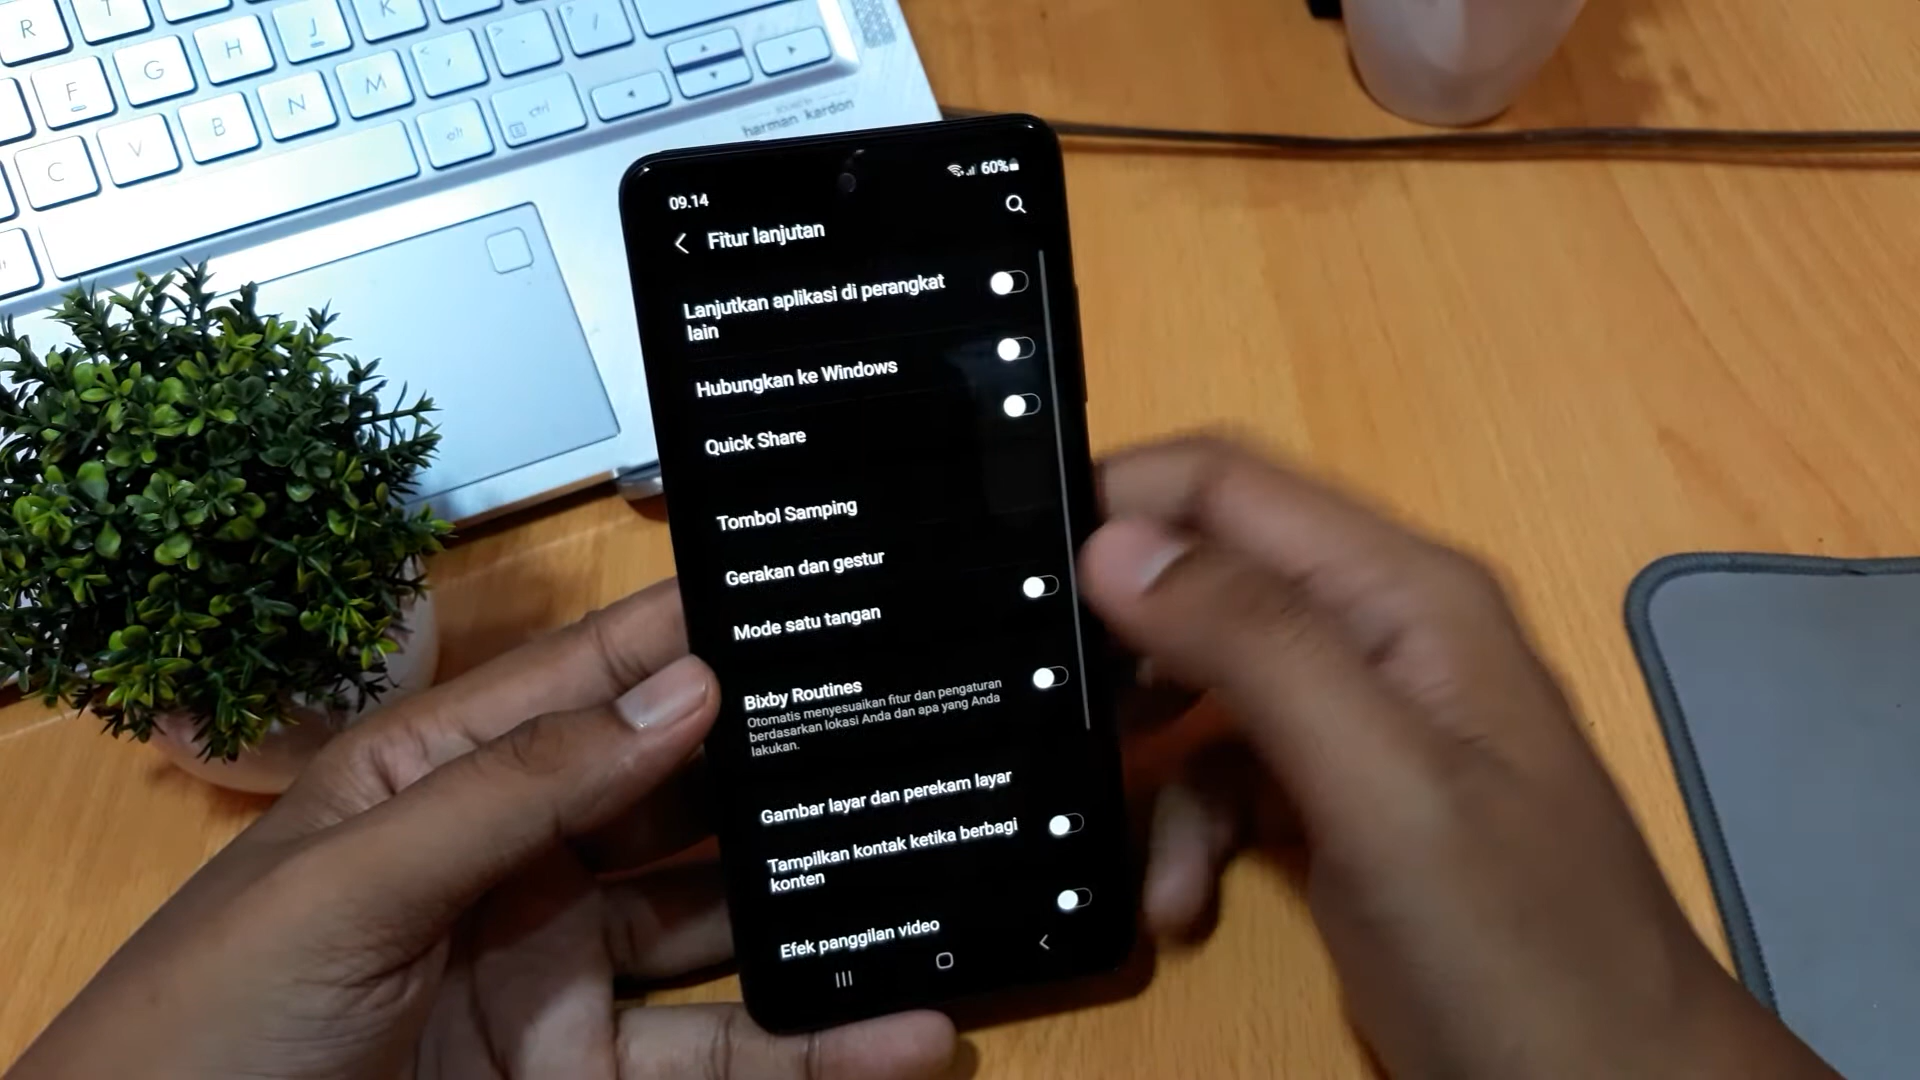 R T J K
F G H J
C V B N M < , > . ? /
alt ctrl
harman kardon
09.14 60%
Fitur lanjutan
Lanjutkan aplikasi di perangkat
lain
Hubungkan ke Windows
Quick Share
Tombol Samping
Gerakan dan gestur
Mode satu tangan
Bixby Routines
Otomatis menyesuaikan fitur dan pengaturan
berdasarkan lokasi Anda dan apa yang Anda
lakukan.
Gambar layar dan perekam layar
Tampilkan kontak ketika berbagi
konten
Efek panggilan video